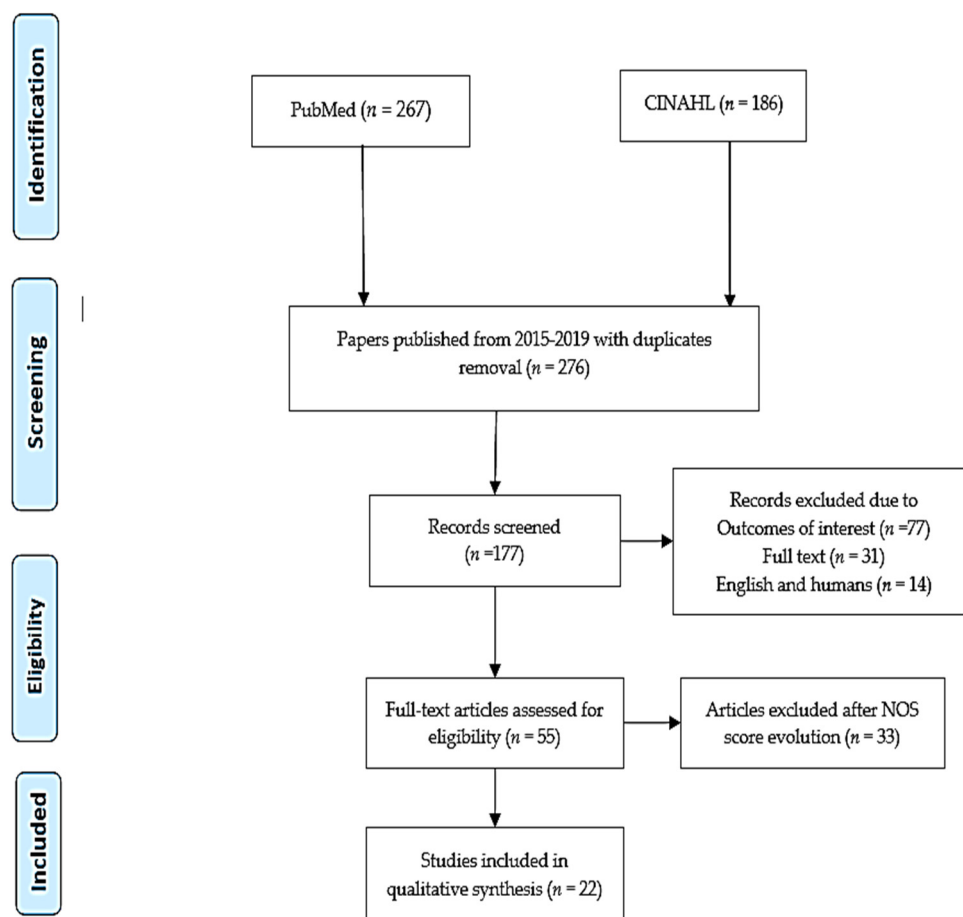 Identification
PubMed (n = 267)
CINAHL (n = 186)
Screening
Papers published from 2015-2019 with duplicates
removal (n = 276)
Records screened
(n =177)
Records excluded due to
Outcomes of interest (n =77)
Full text (n = 31)
English and humans (n = 14)
Eligibility
Full-text articles assessed for
eligibility (n = 55)
Articles excluded after NOS
score evolution (n = 33)
Included
Studies included in
qualitative synthesis (n = 22)